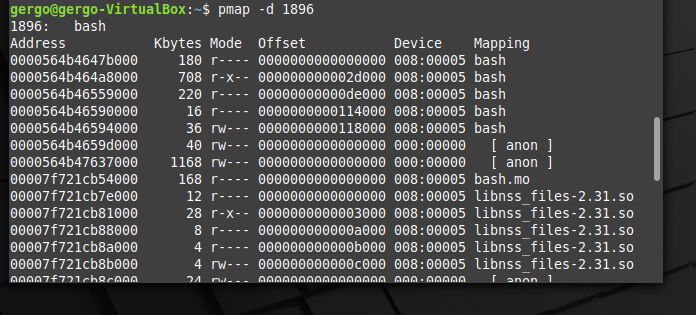 gergo@gergo-VirtualBox:~$ pmap -d 1896
1896:   bash
Address           Kbytes Mode  Offset           Device    Mapping
0000564b4647b000     180 r---- 0000000000000000 008:00005 bash
0000564b464a8000     708 r-x-- 000000000002d000 008:00005 bash
0000564b46559000     220 r---- 00000000000de000 008:00005 bash
0000564b46590000      16 r---- 0000000000114000 008:00005 bash
0000564b46594000      36 rw--- 0000000000118000 008:00005 bash
0000564b4659d000      40 rw--- 0000000000000000 000:00000   [ anon ]
0000564b47637000    1168 rw--- 0000000000000000 000:00000   [ anon ]
00007f721cb54000     168 r---- 0000000000000000 008:00005 bash.mo
00007f721cb7e000      12 r---- 0000000000000000 008:00005 libnss_files-2.31.so
00007f721cb81000      28 r-x-- 0000000000003000 008:00005 libnss_files-2.31.so
00007f721cb88000       8 r---- 000000000000a000 008:00005 libnss_files-2.31.so
00007f721cb8a000       4 r---- 000000000000b000 008:00005 libnss_files-2.31.so
00007f721cb8b000       4 rw--- 000000000000c000 008:00005 libnss_files-2.31.so
00007f721cb8c000      24 rw--- 0000000000000000 000:00000   [ anon ]